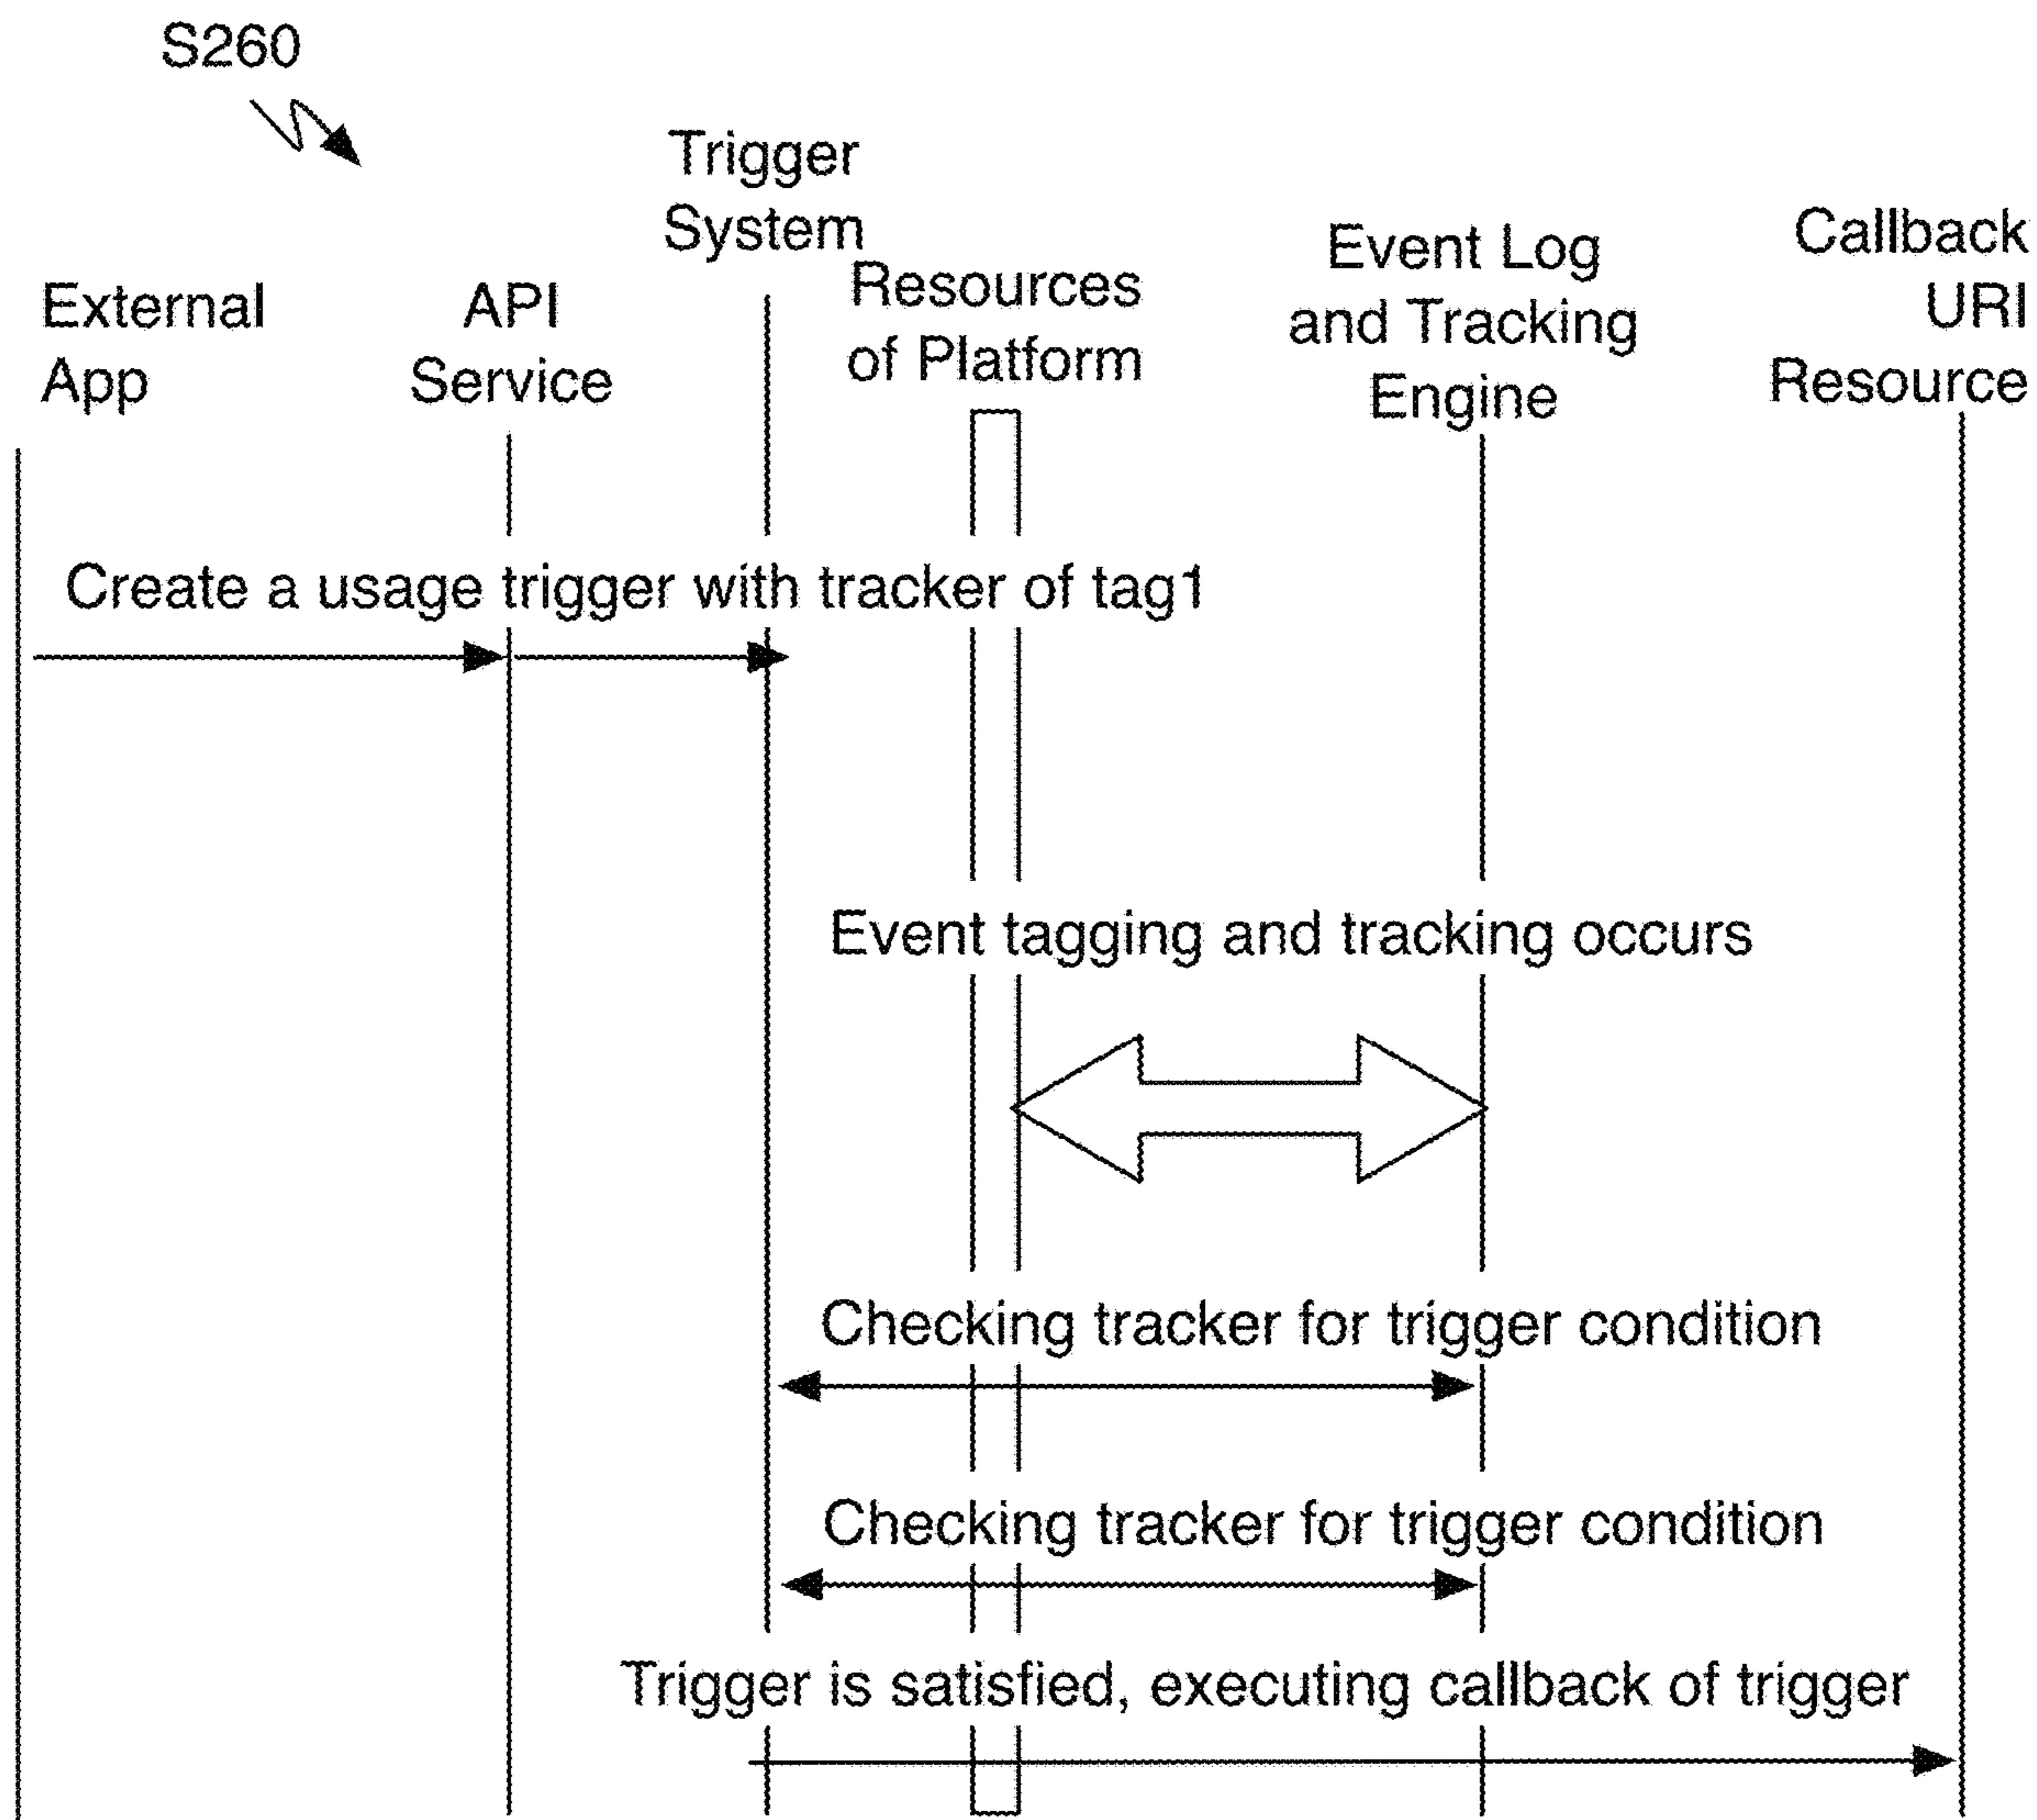 S260
Trigger
System
External
App
API
Service
Resources
of Platform
Event Log
and Tracking
Engine
Callback
URI
Resource
Create a usage trigger with tracker of tag1
Event tagging and tracking occurs
Checking tracker for trigger condition
Checking tracker for trigger condition
Trigger is satisfied, executing callback of trigger